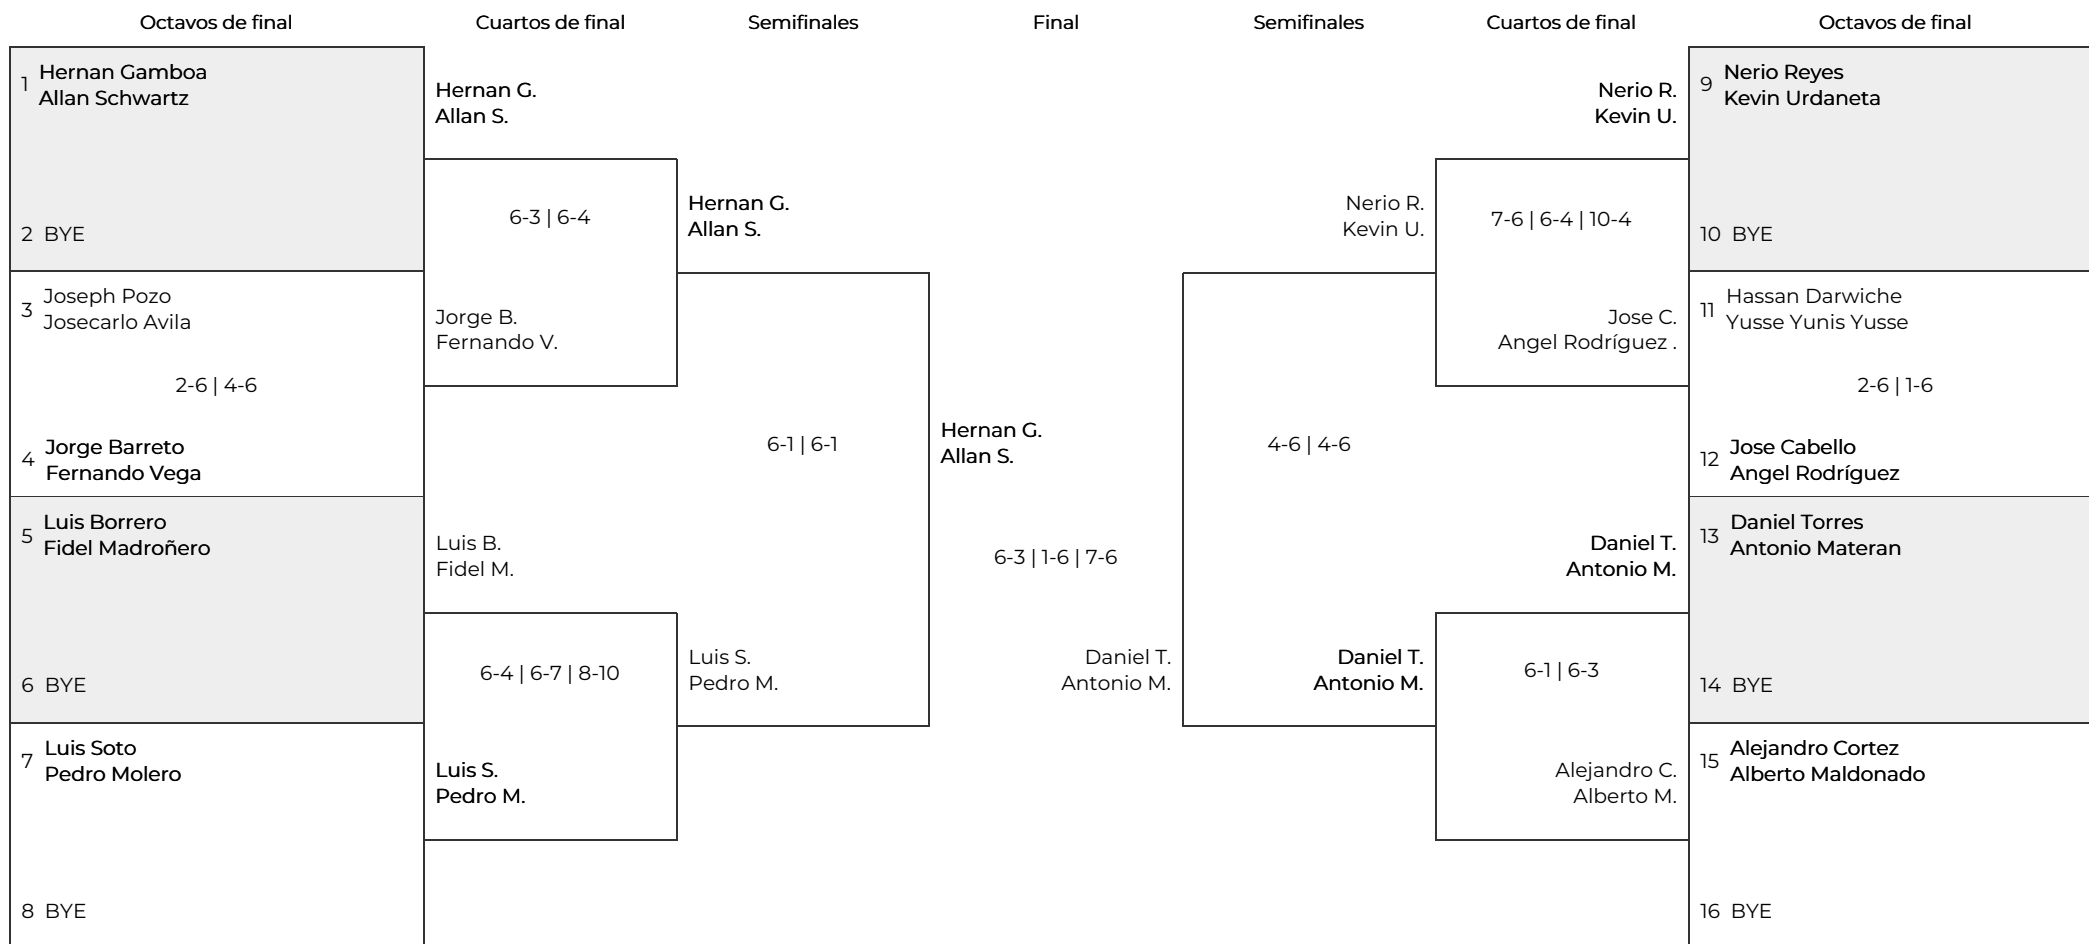 Octavos de final
Cuartos de final
Semifinales
Final
Semifinales
Cuartos de final
Octavos de final
1
Hernan Gamboa
Allan Schwartz
2 BYE
3
Joseph Pozo
Josecarlo Avila
2-6 | 4-6
4
Jorge Barreto
Fernando Vega
5
Luis Borrero
Fidel Madroñero
6 BYE
7
Luis Soto
Pedro Molero
8 BYE
Hernan G.
Allan S.
6-3 | 6-4
Jorge B.
Fernando V.
Luis B.
Fidel M.
6-4 | 6-7 | 8-10
Luis S.
Pedro M.
Hernan G.
Allan S.
6-1 | 6-1
Luis S.
Pedro M.
Hernan G.
Allan S.
6-3 | 1-6 | 7-6
Daniel T.
Antonio M.
Nerio R.
Kevin U.
4-6 | 4-6
Daniel T.
Antonio M.
Nerio R.
Kevin U.
7-6 | 6-4 | 10-4
Jose C.
Angel Rodríguez .
Daniel T.
Antonio M.
6-1 | 6-3
Alejandro C.
Alberto M.
9
Nerio Reyes
Kevin Urdaneta
10 BYE
11
Hassan Darwiche
Yusse Yunis Yusse
2-6 | 1-6
12
Jose Cabello
Angel Rodríguez
13
Daniel Torres
Antonio Materan
14 BYE
15
Alejandro Cortez
Alberto Maldonado
16 BYE